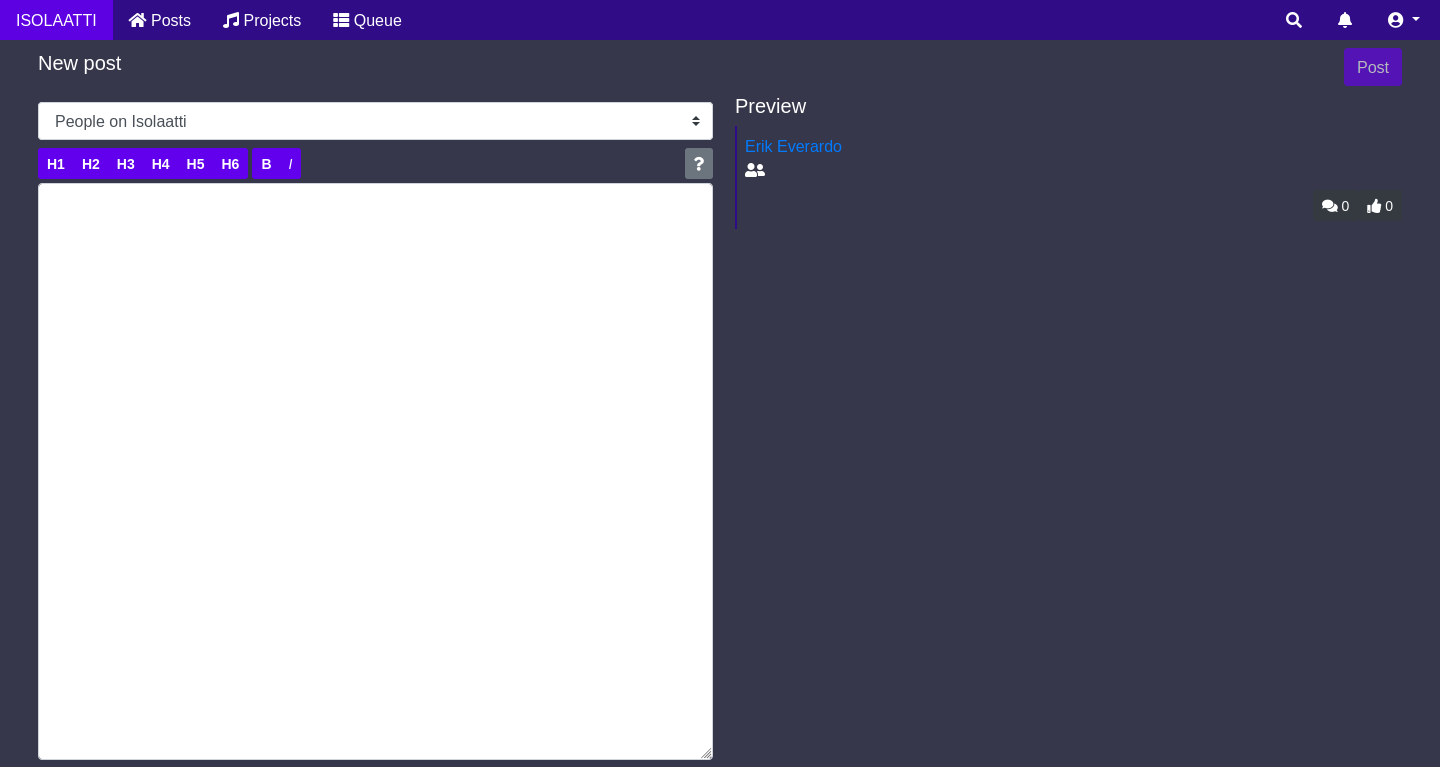 ISOLAATTI Posts Projects Queue
New post
Post
People on Isolaatti
H1 H2 H3 H4 H5 H6 B I ?
Preview
Erik Everardo
0 0